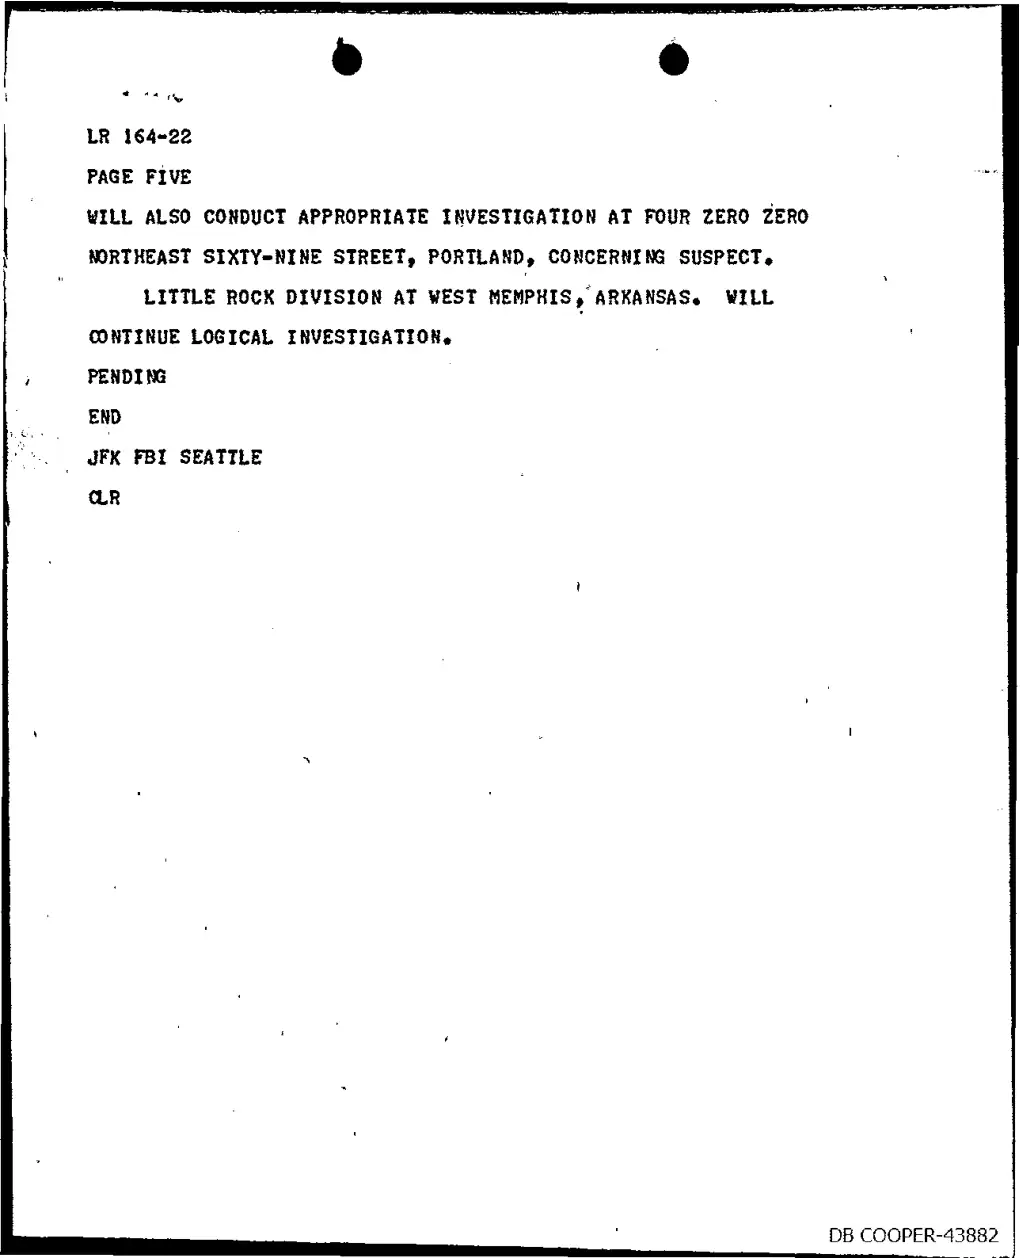 LR 164-22
PAGE FIVE
WILL ALSO CONDUCT APPROPRIATE INVESTIGATION AT FOUR ZERO ZERO
NORTHEAST SIXTY-NINE STREET, PORTLAND, CONCERNING SUSPECT.
LITTLE ROCK DIVISION AT WEST MEMPHIS, ARKANSAS. WILL
CONTINUE LOGICAL INVESTIGATION.
PENDING
END
JFK FBI SEATTLE
CLR
DB COOPER-43882